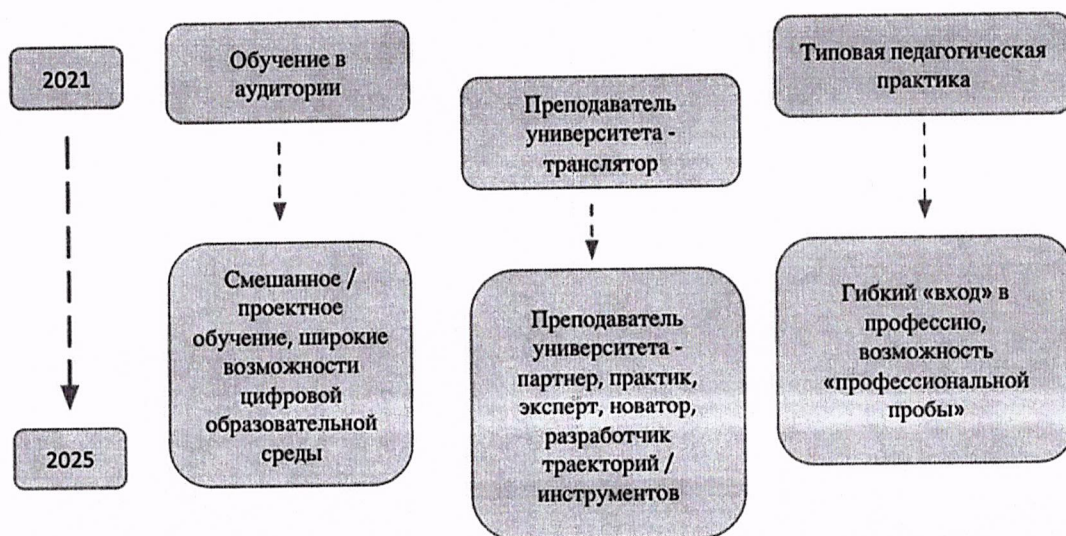 2021
Обучение в
аудитории
Преподаватель
университета -
транслятор
Типовая педагогическая
практика
2025
Смешанное /
проектное
обучение, широкие
возможности
цифровой
образовательной
среды
Преподаватель
университета -
партнер, практик,
эксперт, новатор,
разработчик
траекторий /
инструментов
Гибкий «вход» в
профессию,
возможность
«профессиональной
пробы»